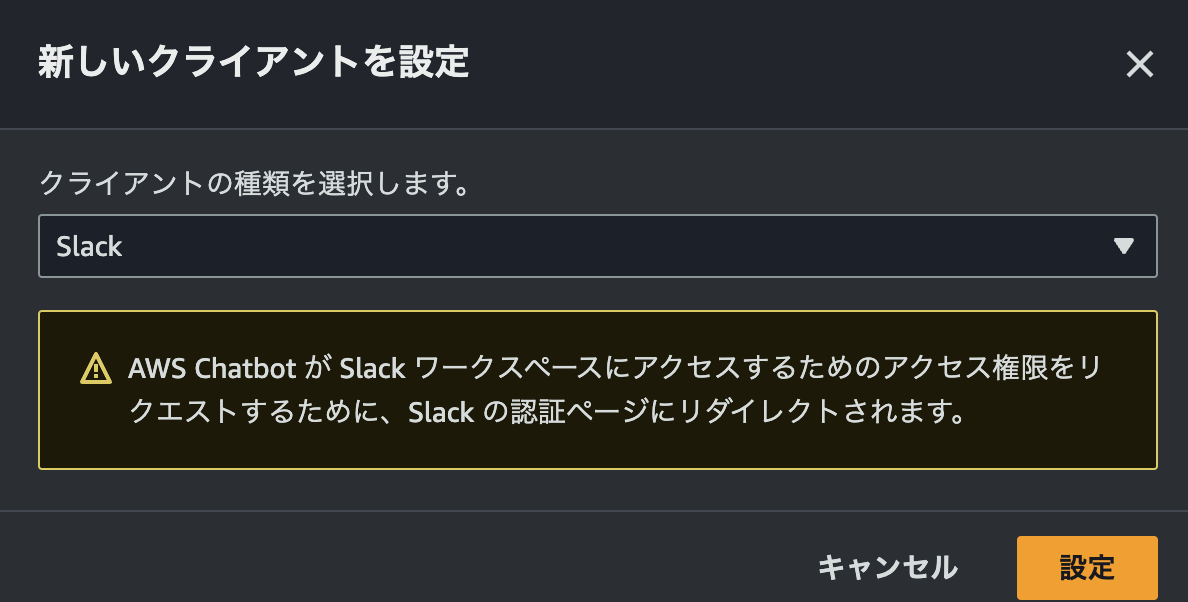 新しいクライアントを設定
クライアントの種類を選択します。
Slack
AWS Chatbot が Slack ワークスペースにアクセスするためのアクセス権限をリ
クエストするために、Slack の認証ページにリダイレクトされます。
キャンセル
設定